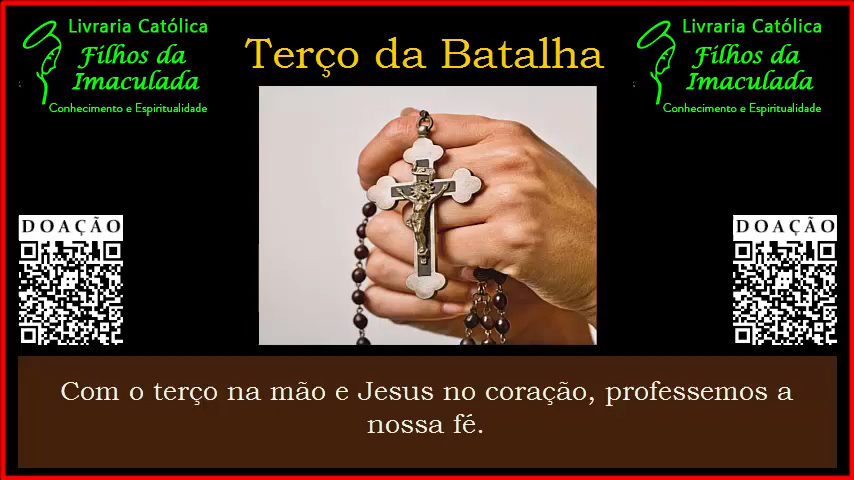 Livraria Católica
Filhos da
Imaculada
Conhecimento e Espiritualidade
Terço da Batalha
Livraria Católica
Filhos da
Imaculada
Conhecimento e Espiritualidade
DOAÇÃO
DOAÇÃO
Com o terço na mão e Jesus no coração, professemos a
nossa fé.